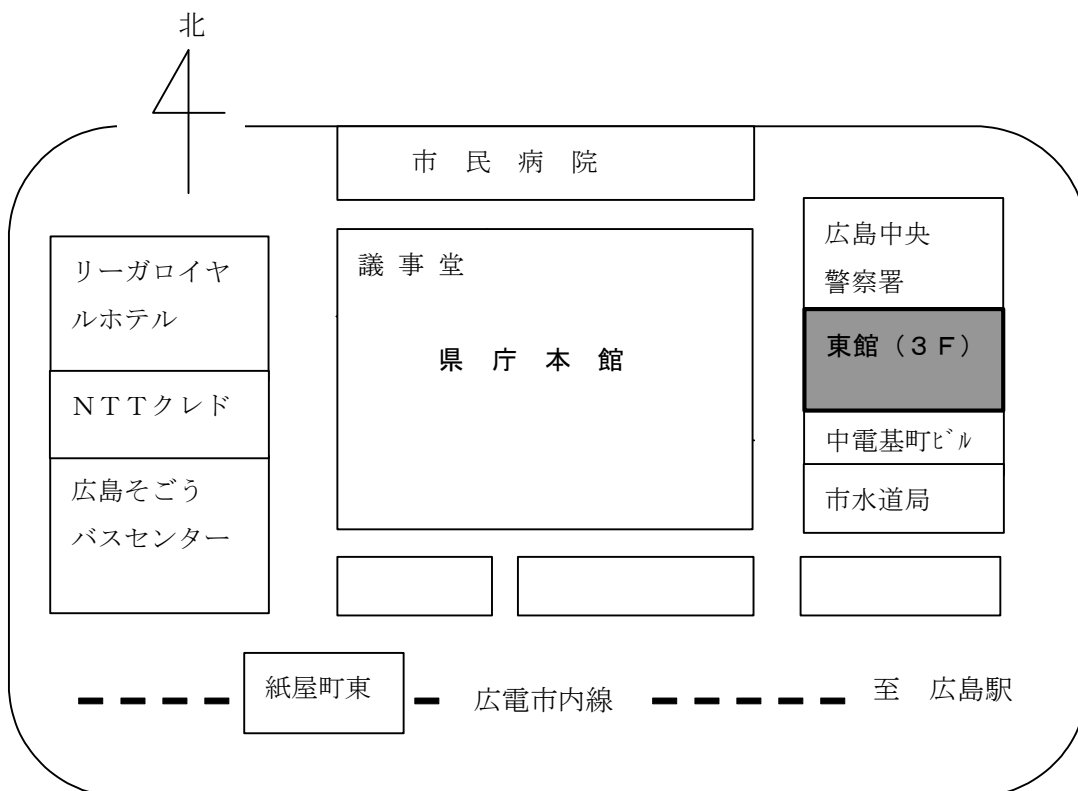 北
市 民 病 院
リーガロイヤ
ルホテル
NTTクレド
広島そごう
バスセンター
議 事 堂
県 庁 本 館
広島中央
警察署
東館(3F)
中電基町ビル
市水道局
紙屋町東
広電市内線
至 広島駅